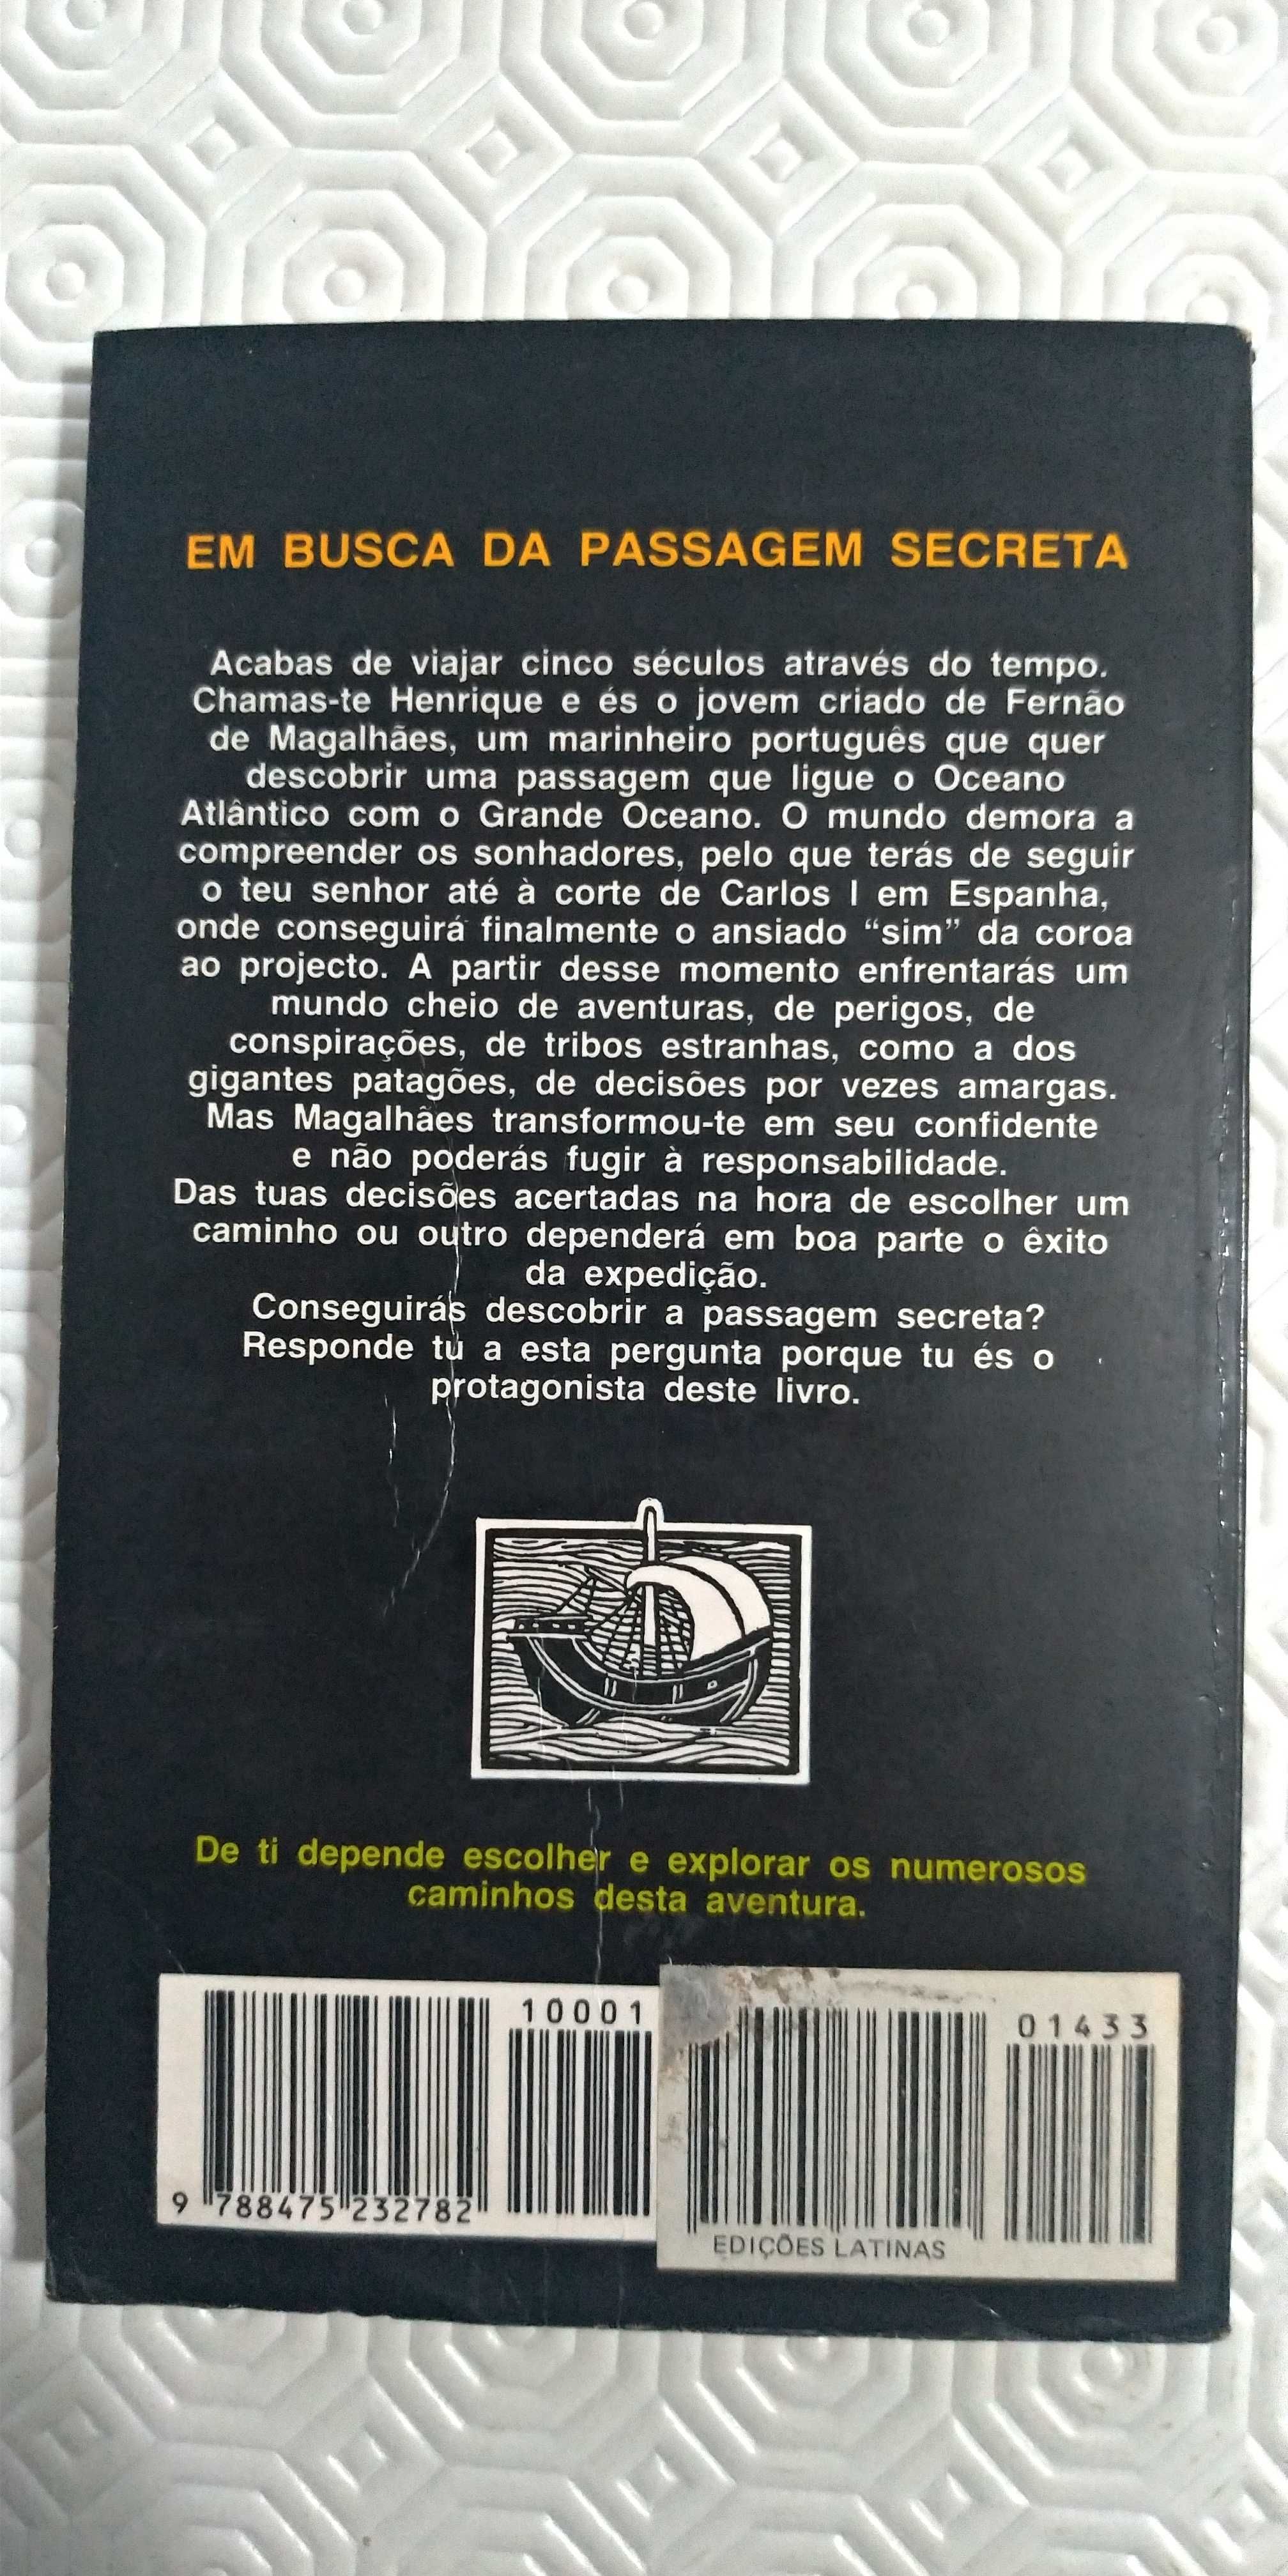 EM BUSCA DA PASSAGEM SECRETA
Acabas de viajar cinco séculos através do tempo.
Chamas-te Henrique e és o jovem criado de Fernão
de Magalhães, um marinheiro português que quer
descobrir uma passagem que ligue o Oceano
Atlântico com o Grande Oceano. O mundo demora a
compreender os sonhadores, pelo que terás de seguir
o teu senhor até à corte de Carlos I em Espanha,
onde conseguirá finalmente o ansiado “sim” da coroa
ao projecto. A partir desse momento enfrentarás um
mundo cheio de aventuras, de perigos, de
conspirações, de tribos estranhas, como a dos
gigantes patagões, de decisões por vezes amargas.
Mas Magalhães transformou-te em seu confidente
e não poderás fugir à responsabilidade.
Das tuas decisões acertadas na hora de escolher um
caminho ou outro dependerá em boa parte o êxito
da expedição.
Conseguirás descobrir a passagem secreta?
Responde tu a esta pergunta porque tu és o
protagonista deste livro.
De ti depende escolher e explorar os numerosos
caminhos desta aventura.
10001
9 788475 232782
01433
EDIÇÕES LATINAS